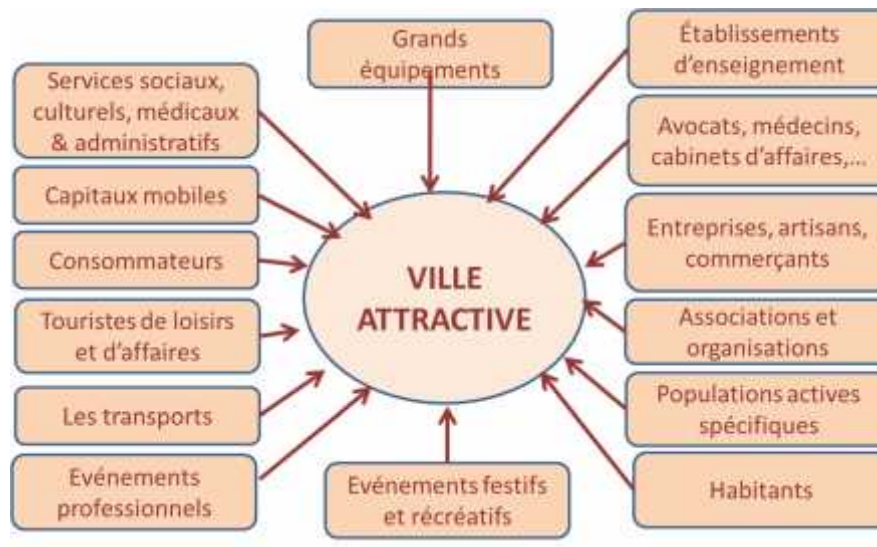 Grands
équipements
Établissements
d'enseignement
Services sociaux,
culturels, médicaux
& administratifs
Avocats, médecins,
cabinets d'affaires,...
Capitaux mobiles
Entreprises, artisans,
commerçants
Consommateurs
VILLE
ATTRACTIVE
Touristes de loisirs
et d'affaires
Associations et
organisations
Les transports
Populations actives
spécifiques
Evénements
professionnels
Evénements festifs
et récréatifs
Habitants